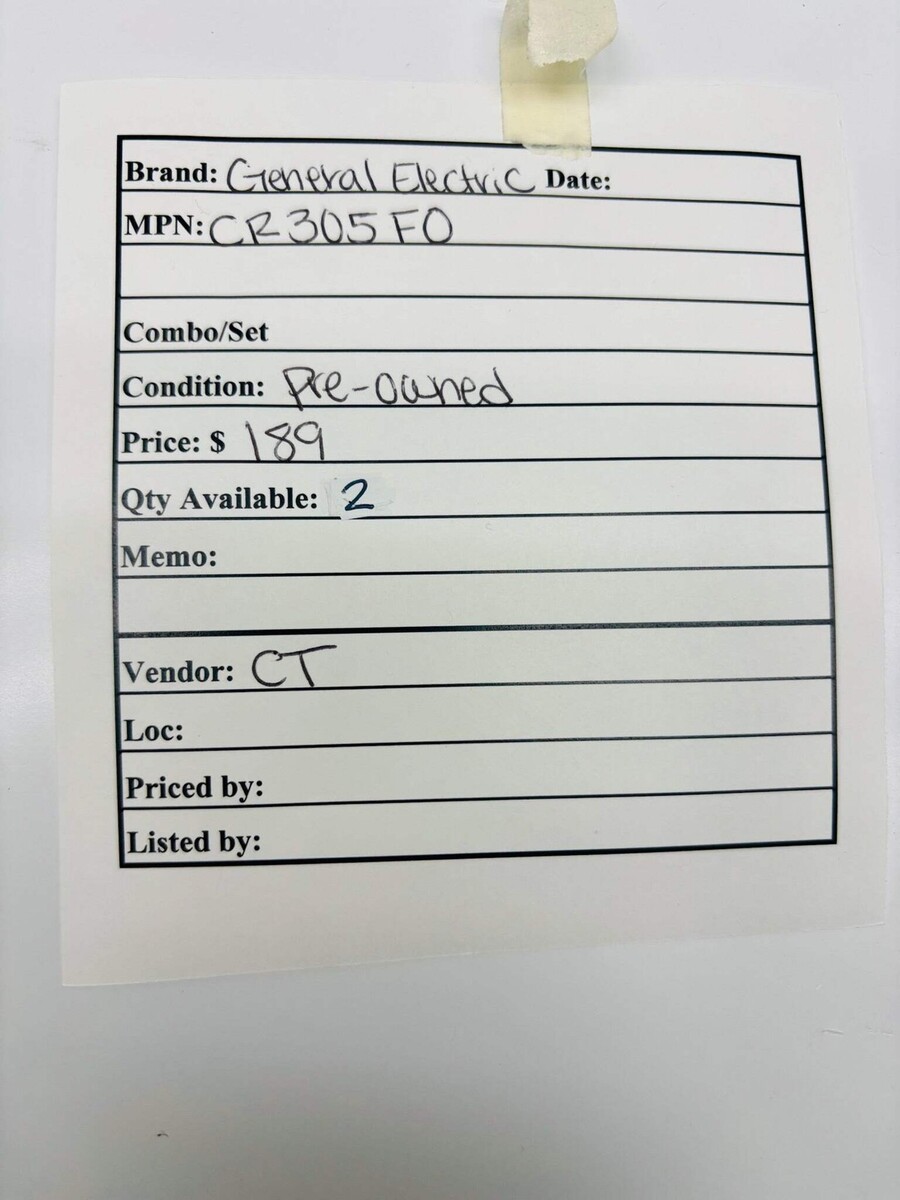 Brand: General Electric Date:
MPN: CR305F0
Combo/Set
Condition: Pre-owned
Price: $ 189
Qty Available: 2
Memo:
Vendor: CT
Loc:
Priced by:
Listed by: